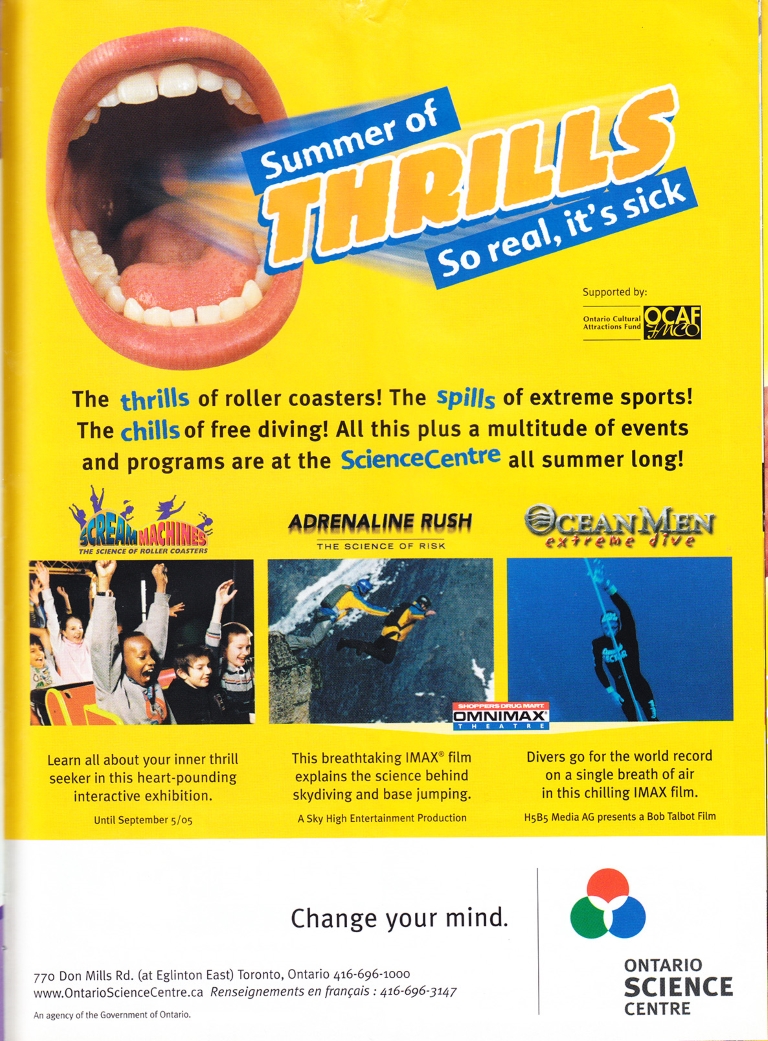 Summer of
THRILLS
So real, it's sick
Supported by:
Ontario Cultural
Attractions Fund
OCAF
FMCO
The thrills of roller coasters! The spills of extreme sports!
The chills of free diving! All this plus a multitude of events
and programs are at the ScienceCentre all summer long!
SCREAM MACHINES
THE SCIENCE OF ROLLER COASTERS
ADRENALINE RUSH
THE SCIENCE OF RISK
OCEANMEN
extreme dive
SHOPPERS DRUG MART
OMNIMAX
THEATRE
Learn all about your inner thrill
seeker in this heart-pounding
interactive exhibition.
Until September 5/05
This breathtaking IMAX® film
explains the science behind
skydiving and base jumping.
A Sky High Entertainment Production
Divers go for the world record
on a single breath of air
in this chilling IMAX film.
H5B5 Media AG presents a Bob Talbot Film
Change your mind.
770 Don Mills Rd. (at Eglinton East) Toronto, Ontario 416-696-1000
www.OntarioScienceCentre.ca Renseignements en français : 416-696-3147
An agency of the Government of Ontario.
ONTARIO
SCIENCE
CENTRE